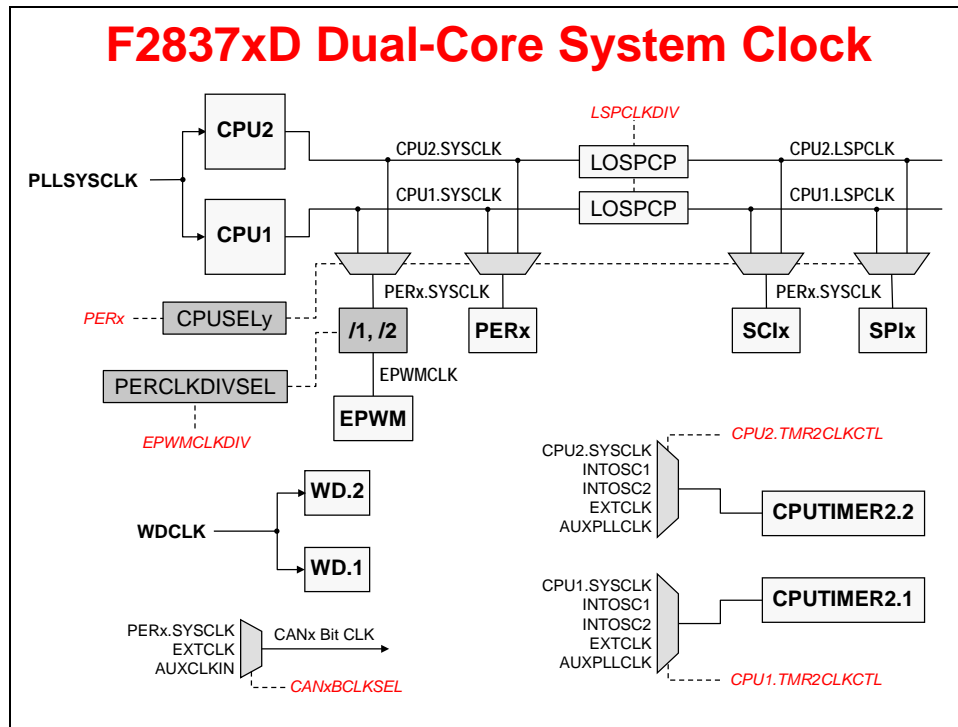 F2837xD Dual-Core System Clock
LSPCLKDIV
CPU2
CPU2.SYSCLK
LOSPCP
CPU2.LSPCLK
PLLSYSCLK
CPU1.SYSCLK
LOSPCP
CPU1.LSPCLK
CPU1
PERx.SYSCLK
PERx.SYSCLK
PERx
CPUSELy
/1, /2
PERx
SCIx
SPIx
EPWMCLK
PERCLKDIVSEL
EPWM
EPWMCLKDIV
CPU2.TMR2CLKCTL
CPU2.SYSCLK
INTOSC1
INTOSC2
EXTCLK
AUXPLLCLK
CPUTIMER2.2
WD.2
WDCLK
WD.1
CPU1.SYSCLK
INTOSC1
INTOSC2
EXTCLK
AUXPLLCLK
CPUTIMER2.1
CPU1.TMR2CLKCTL
PERx.SYSCLK
EXTCLK
AUXCLKIN
CANx Bit CLK
CANxBCLKSEL